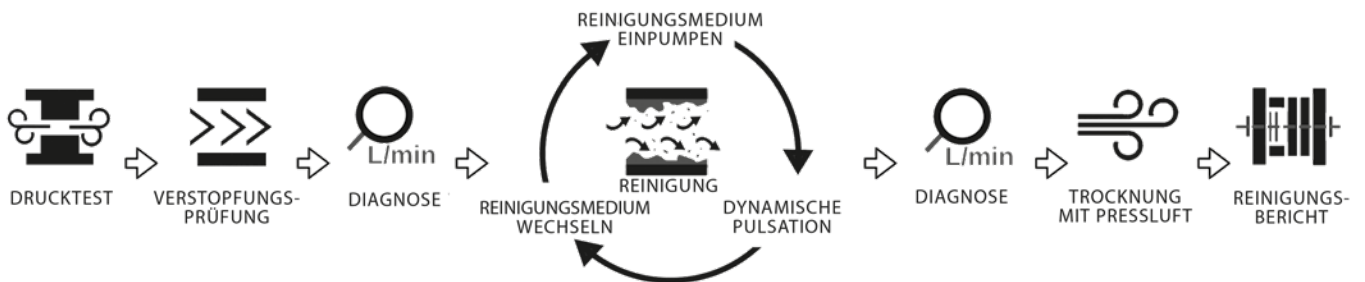 DRUCKTEST
VERSTOPFUNGS-
PRÜFUNG
L/min
DIAGNOSE
REINIGUNGSMEDIUM
EINPUMPEN
REINIGUNG
DYNAMISCHE
PULSATION
REINIGUNGSMEDIUM
WECHSELN
L/min
DIAGNOSE
TROCKNUNG
MIT PRESSLUFT
REINIGUNGS-
BERICHT